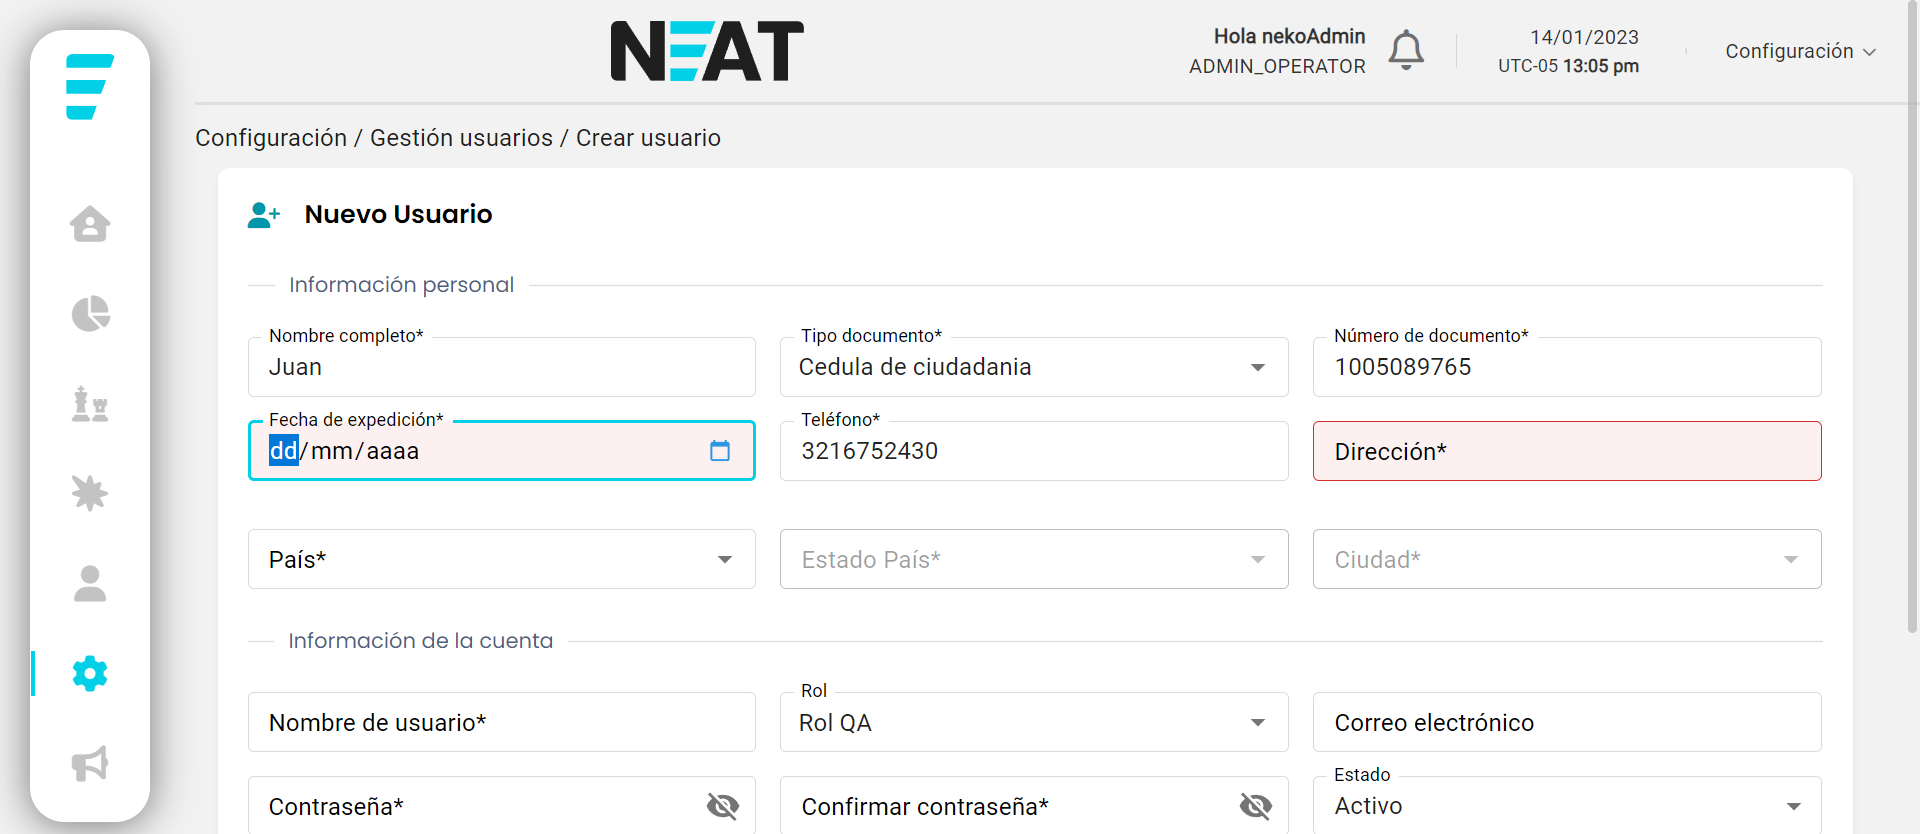 NEAT
Hola nekoAdmin
ADMIN_OPERATOR
14/01/2023
UTC-05 13:05 pm
Configuración
Configuración / Gestión usuarios / Crear usuario
Nuevo Usuario
Información personal
Nombre completo*
Juan
Tipo documento*
Cedula de ciudadania
Número de documento*
1005089765
Fecha de expedición*
dd/mm/aaaa
Teléfono*
3216752430
Dirección*
País*
Estado País*
Ciudad*
Información de la cuenta
Nombre de usuario*
Rol
Rol QA
Correo electrónico
Contraseña*
Confirmar contraseña*
Estado
Activo